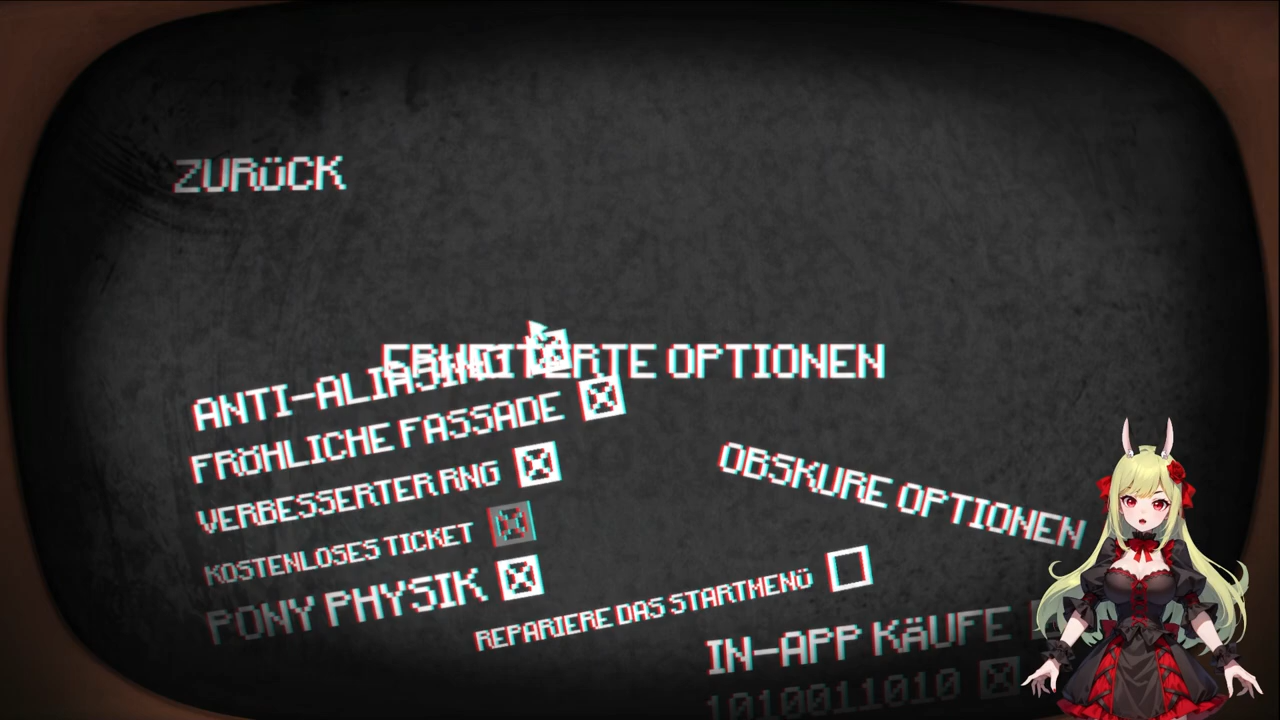 ZURÜCK
ERWEITERTE OPTIONEN
ANTI-ALIASING
FRÖHLICHE FASSADE
VERBESSERTER RNG
KOSTENLOSES TICKET
PONY PHYSIK
OBSKURE OPTIONEN
REPARIERE DAS STARTMENÜ
IN-APP KÄUFE
1010011010